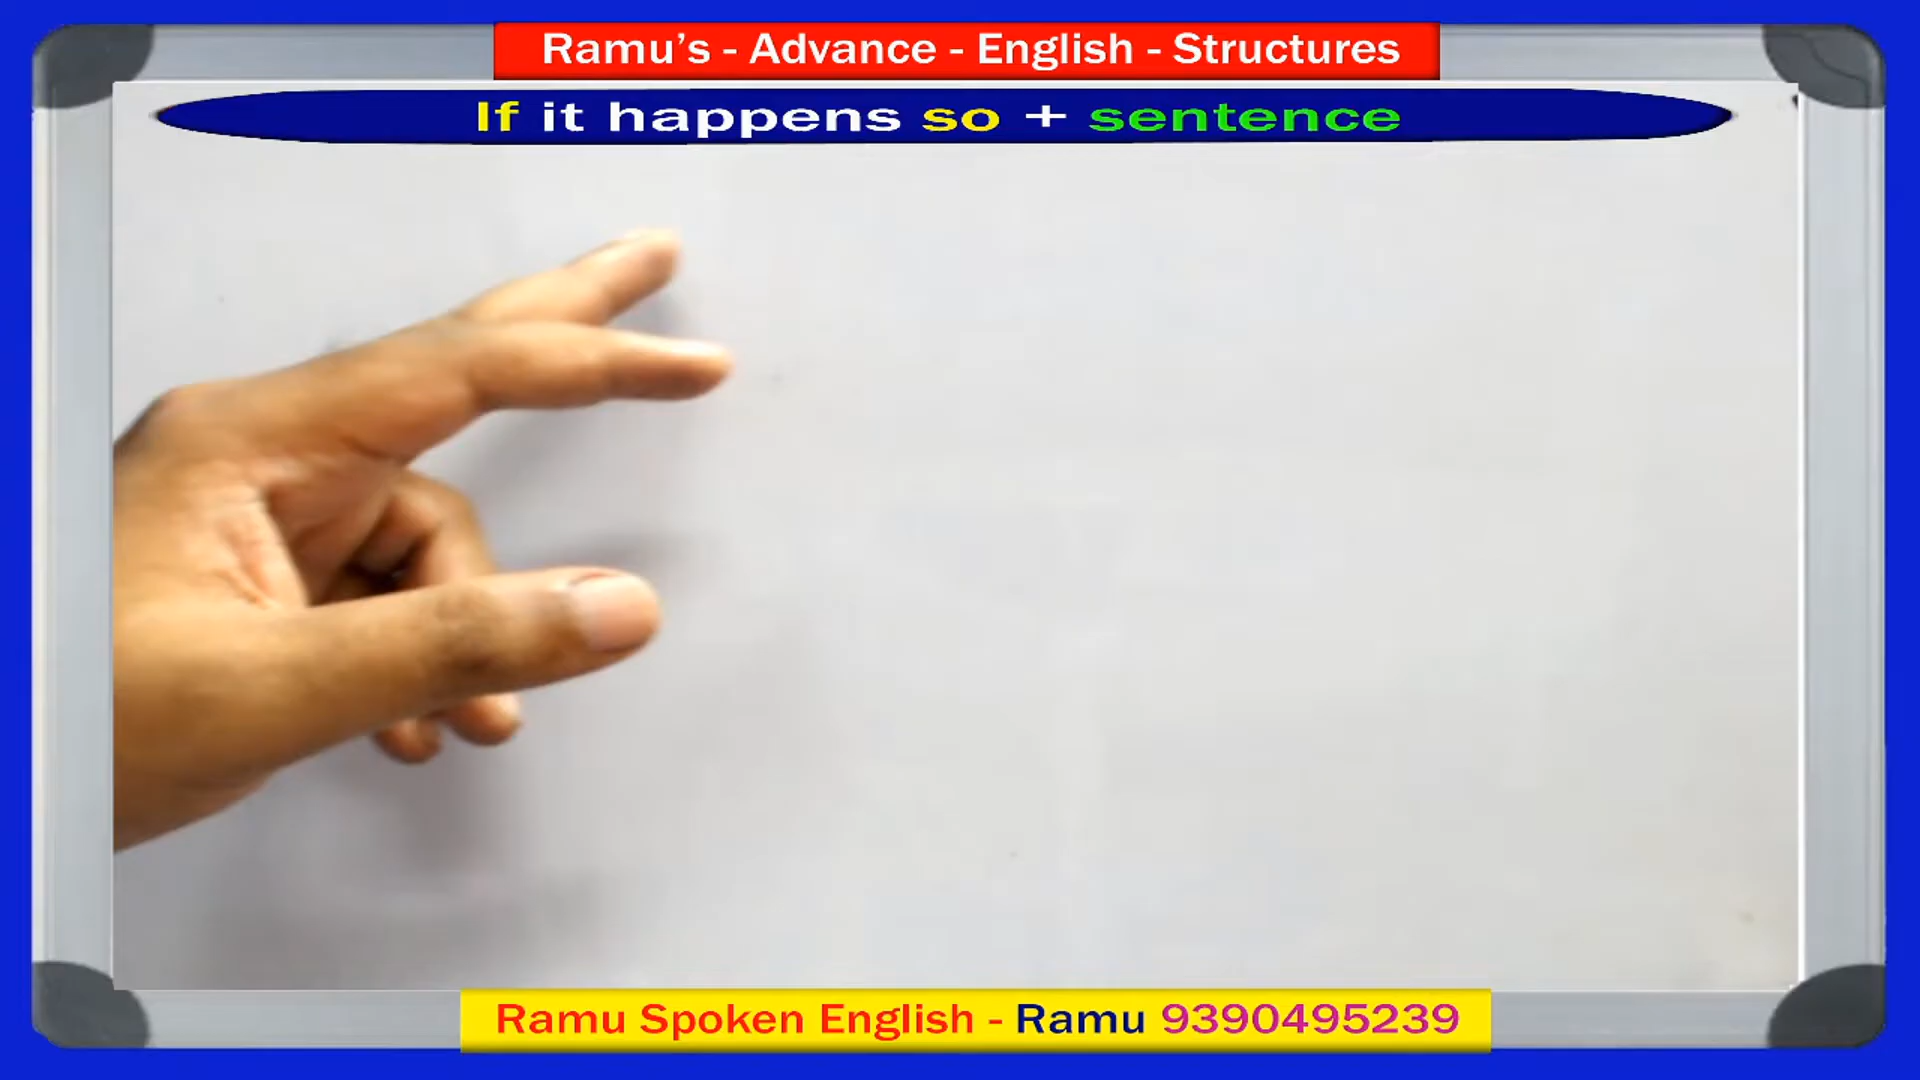 Ramu’s - Advance - English - Structures
If it happens so + sentence
Ramu Spoken English - Ramu 9390495239